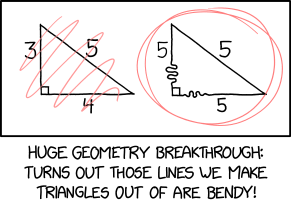 3 5 5 5
4 5
HUGE GEOMETRY BREAKTHROUGH:
TURNS OUT THOSE LINES WE MAKE
TRIANGLES OUT OF ARE BENDY!